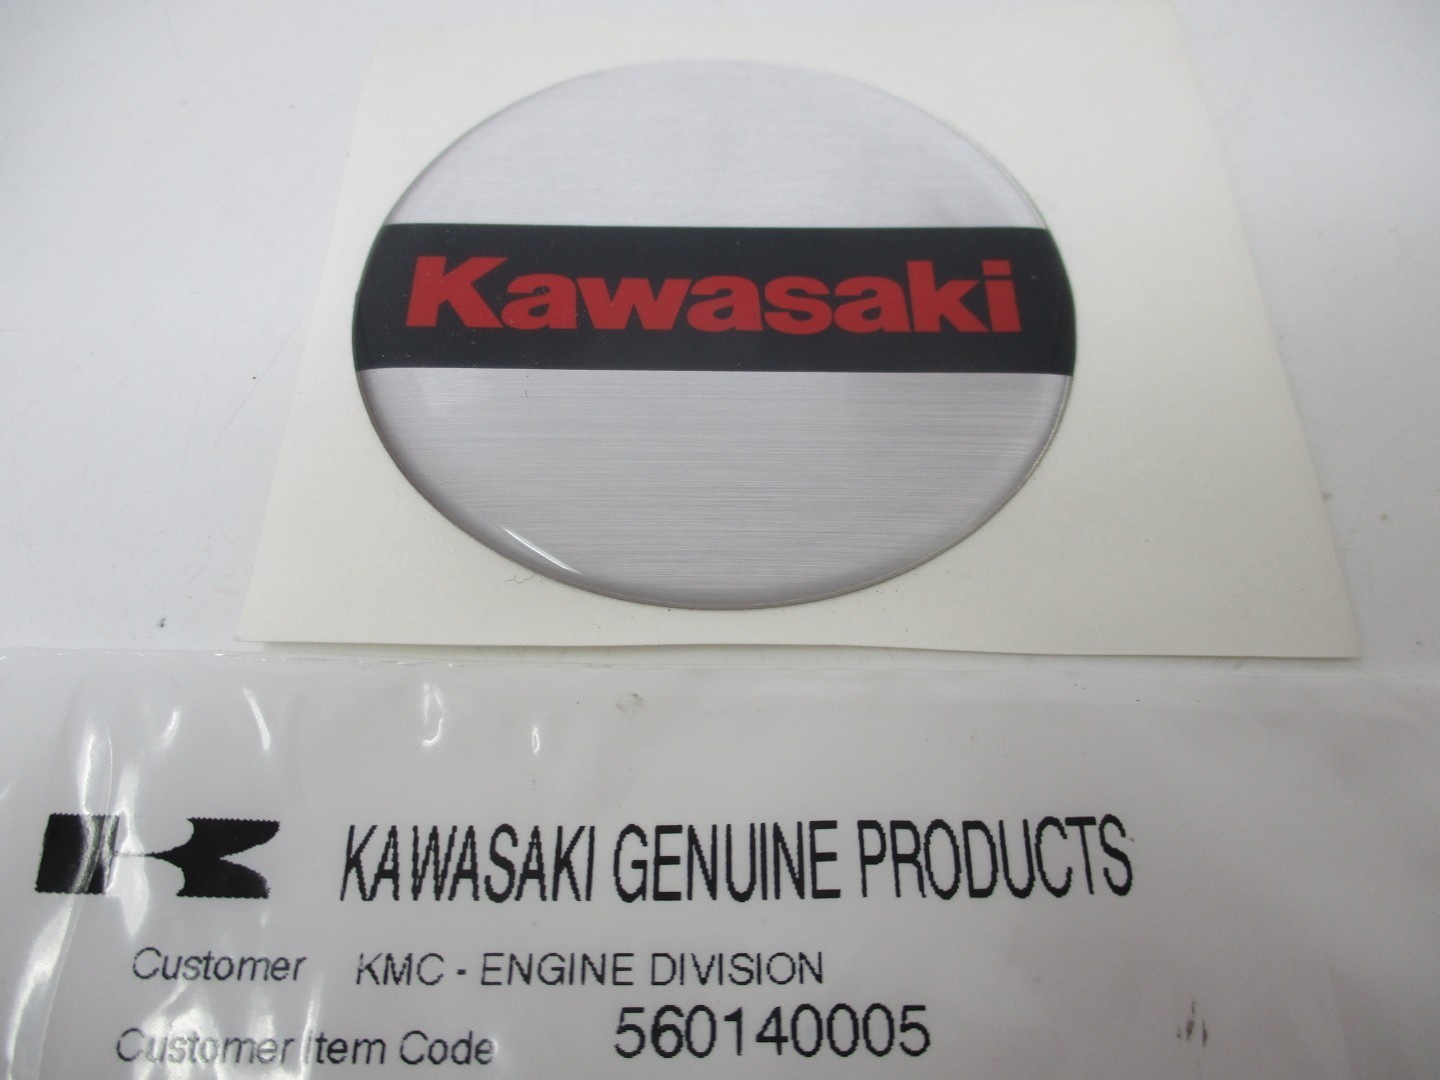 Kawasaki
KAWASAKI GENUINE PRODUCTS
Customer KMC - ENGINE DIVISION
Customer Item Code 560140005